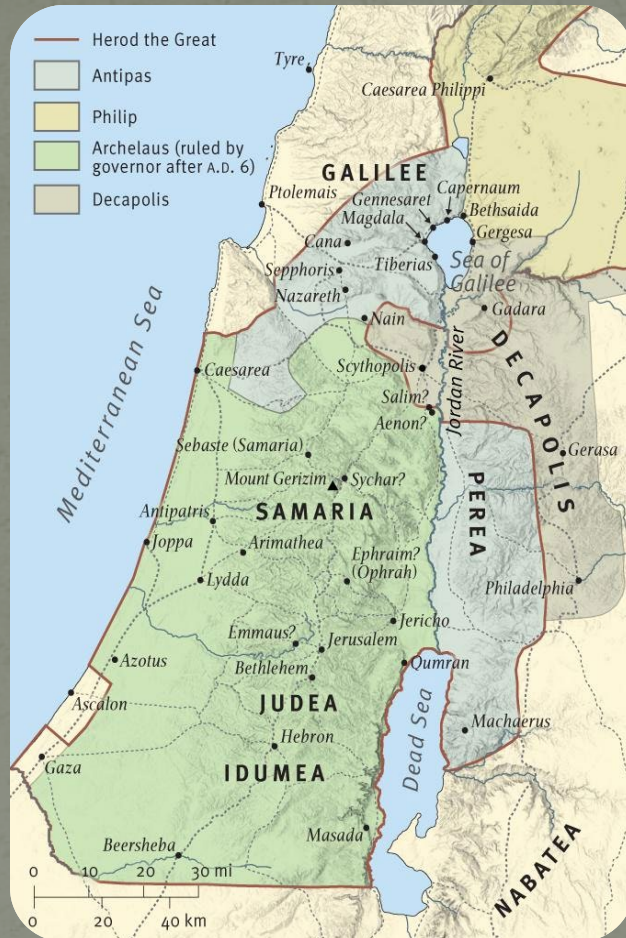 Herod the Great
Antipas
Philip
Archelaus (ruled by
governor after A.D. 6)
Decapolis
Tyre
Caesarea Philippi
GALILEE
Ptolemais
Capernaum
Gennesaret
Bethsaida
Magdala
Gergesa
Cana
Tiberias
Sea of
Galilee
Sepphoris
Nazareth
Gadara
Nain
Mediterranean Sea
Jordan River
DECAPOLIS
Caesarea
Scythopolis
Salim?
Aenon?
Sebaste (Samaria)
Gerasa
Mount Gerizim
Sychar?
PEREA
SAMARIA
Antipatris
Joppa
Arimathea
Ephraim?
(Ophrah)
Lydda
Philadelphia
Jericho
Emmaus?
Jerusalem
Qumran
Azotus
Bethlehem
Ascalon
JUDEA
Dead Sea
Machaerus
Hebron
Gaza
IDUMEA
Masada
Beersheba
NABATEA
0 10 20 30 mi
0 20 40 km